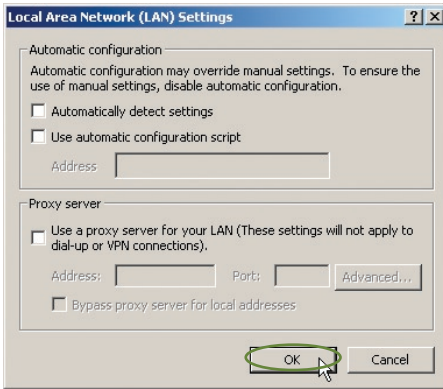 Local Area Network (LAN) Settings
Automatic configuration
Automatic configuration may override manual settings. To ensure the
use of manual settings, disable automatic configuration.
Automatically detect settings
Use automatic configuration script
Address
Proxy server
Use a proxy server for your LAN (These settings will not apply to
dial-up or VPN connections).
Address:
Port:
Advanced...
Bypass proxy server for local addresses
OK
Cancel